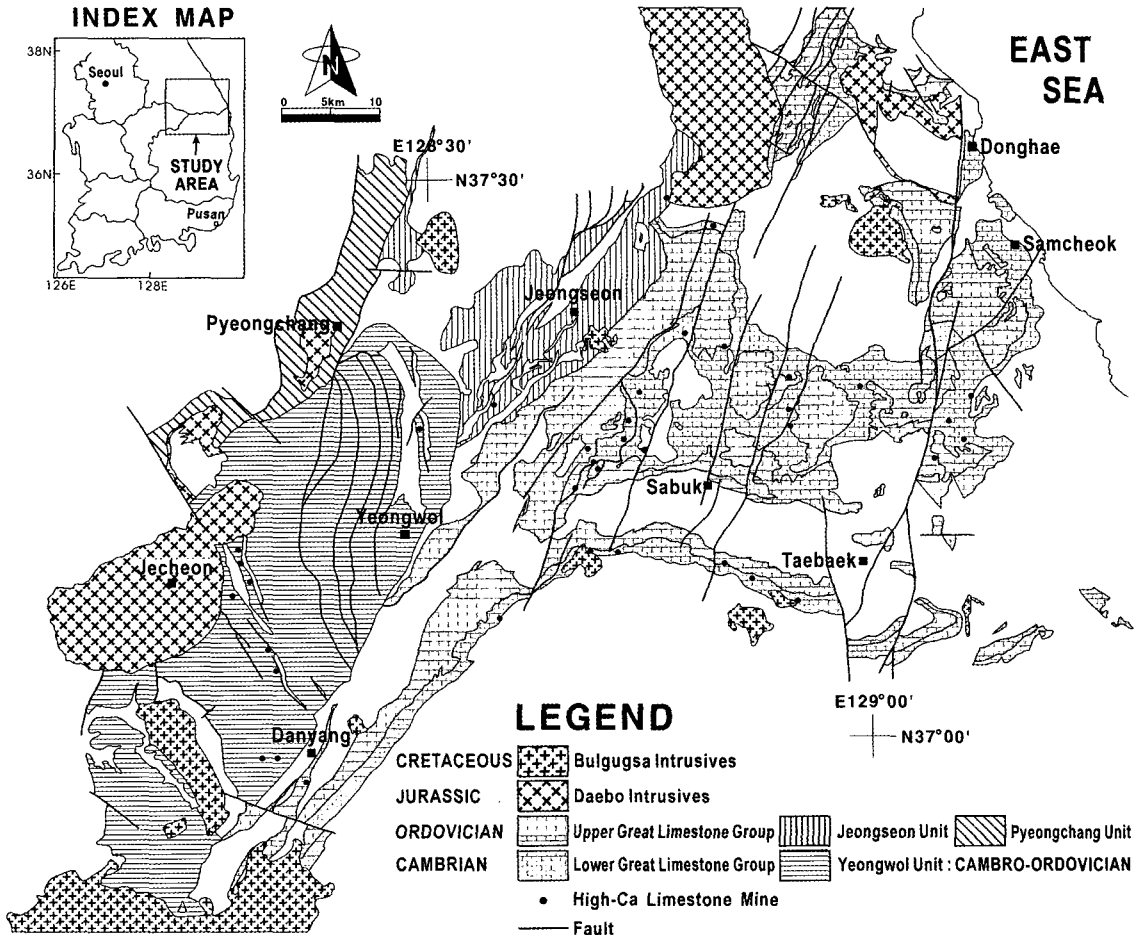 INDEX MAP
38N
Seoul
36N
STUDY
AREA
Pusan
126E
128E
N
0 5km 10
EAST
SEA
E128°30'
N37°30'
Donghae
Samcheok
Jeongseon
Pyeongchang
Sabuk
Yeongwol
Taebaek
Jecheon
Danyang
E129°00'
N37°00'
LEGEND
CRETACEOUS Bulgugsa Intrusives
JURASSIC Daebo Intrusives
ORDOVICIAN Upper Great Limestone Group Jeongseon Unit Pyeongchang Unit
CAMBRIAN Lower Great Limestone Group Yeongwol Unit : CAMBRO-ORDOVICIAN
High-Ca Limestone Mine
Fault